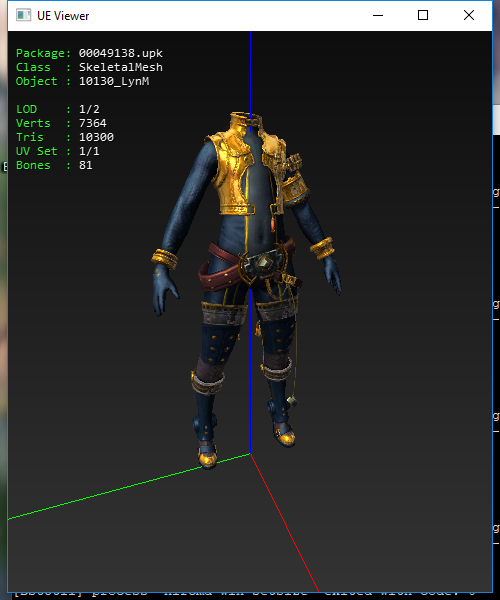 UE Viewer
Package: 00049138.upk
Class : SkeletalMesh
Object : 10130_LynM
LOD : 1/2
Verts : 7364
Tris : 10300
UV Set : 1/1
Bones : 81